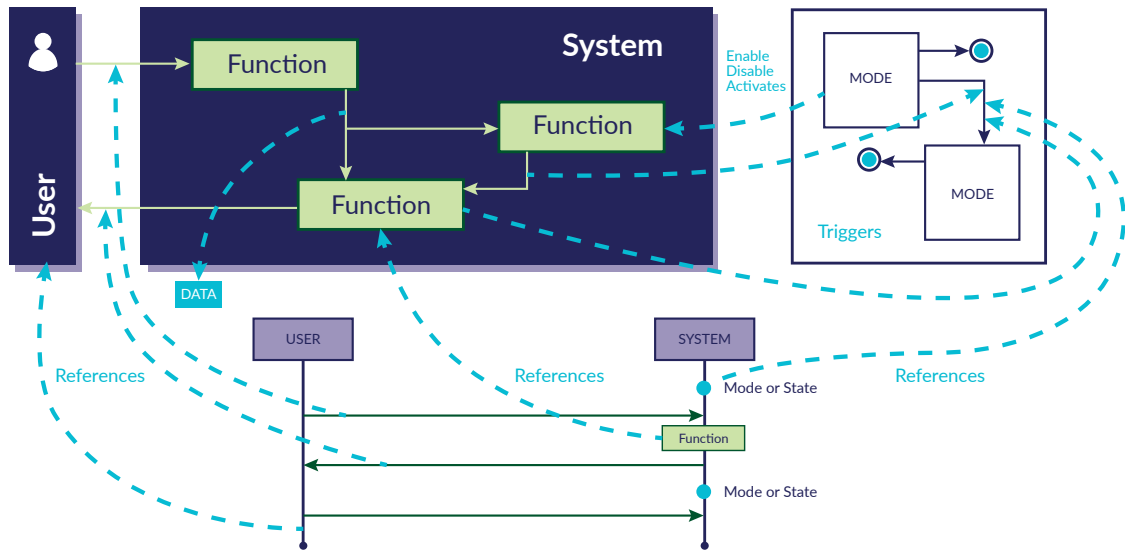 System
User
Function
Function
Function
DATA
Enable
Disable
Activates
MODE
MODE
Triggers
USER
SYSTEM
References
References
References
Mode or State
Function
Mode or State